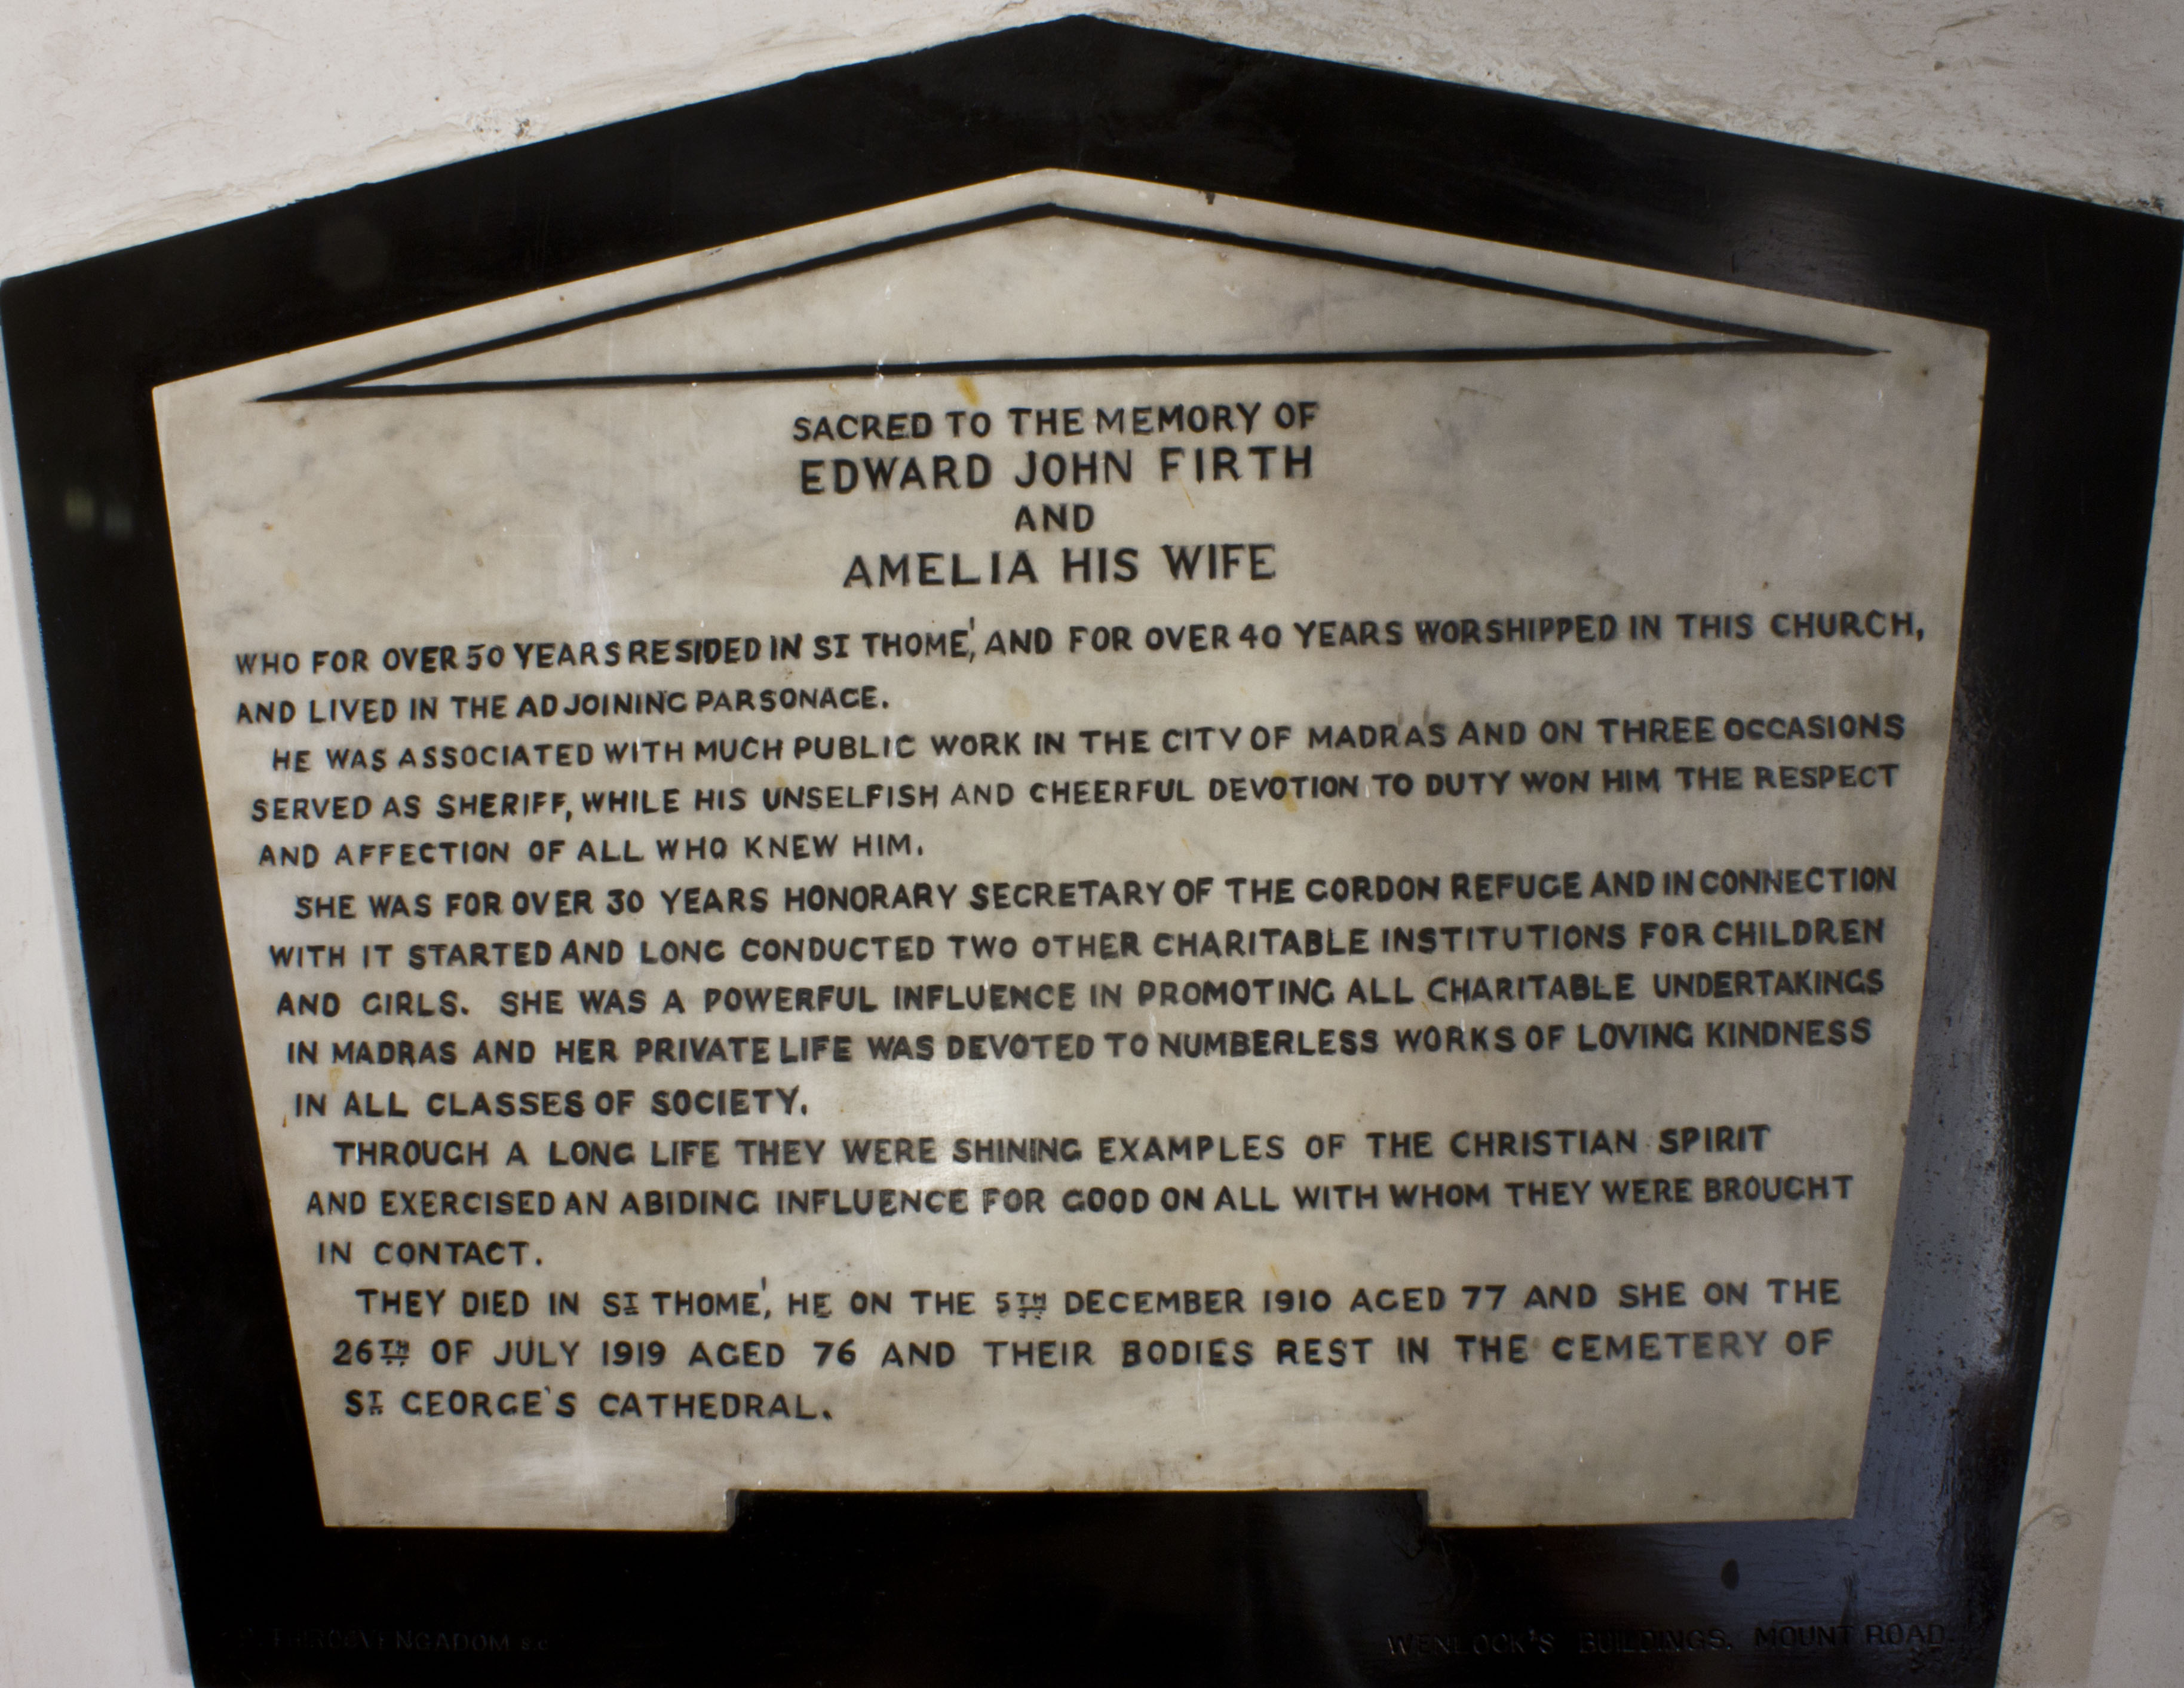 SACRED TO THE MEMORY OF
EDWARD JOHN FIRTH
AND
AMELIA HIS WIFE
WHO FOR OVER 50 YEARS RESIDED IN ST THOMÉ, AND FOR OVER 40 YEARS WORSHIPPED IN THIS CHURCH,
AND LIVED IN THE ADJOINING PARSONAGE.
HE WAS ASSOCIATED WITH MUCH PUBLIC WORK IN THE CITY OF MADRAS AND ON THREE OCCASIONS
SERVED AS SHERIFF, WHILE HIS UNSELFISH AND CHEERFUL DEVOTION TO DUTY WON HIM THE RESPECT
AND AFFECTION OF ALL WHO KNEW HIM.
SHE WAS FOR OVER 30 YEARS HONORARY SECRETARY OF THE GORDON REFUGE AND IN CONNECTION
WITH IT STARTED AND LONG CONDUCTED TWO OTHER CHARITABLE INSTITUTIONS FOR CHILDREN
AND GIRLS. SHE WAS A POWERFUL INFLUENCE IN PROMOTING ALL CHARITABLE UNDERTAKINGS
IN MADRAS AND HER PRIVATE LIFE WAS DEVOTED TO NUMBERLESS WORKS OF LOVING KINDNESS
IN ALL CLASSES OF SOCIETY.
THROUGH A LONG LIFE THEY WERE SHINING EXAMPLES OF THE CHRISTIAN SPIRIT
AND EXERCISED AN ABIDING INFLUENCE FOR GOOD ON ALL WITH WHOM THEY WERE BROUGHT
IN CONTACT.
THEY DIED IN ST THOMÉ, HE ON THE 5TH DECEMBER 1910 AGED 77 AND SHE ON THE
26TH OF JULY 1919 AGED 76 AND THEIR BODIES REST IN THE CEMETERY OF
ST GEORGE'S CATHEDRAL.
WENLOCK'S BUILDINGS, MOUNT ROAD